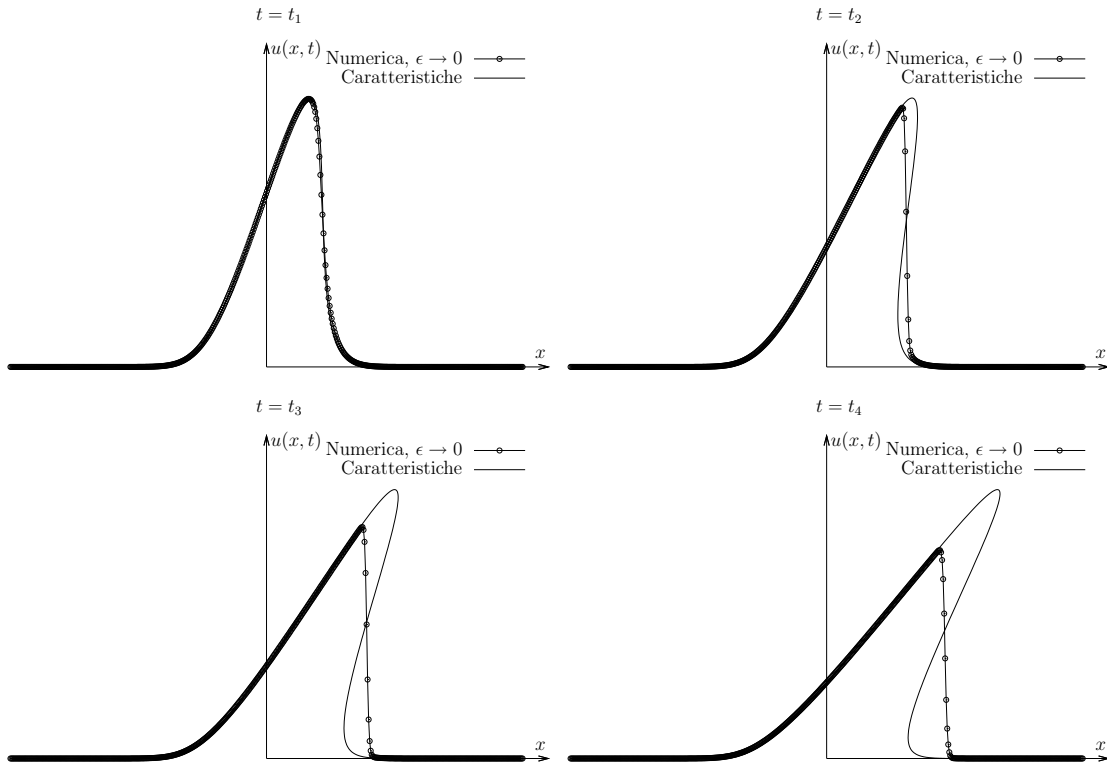 t = t₁
u(x, t)
Numerica, ϵ → 0
Caratteristiche
x
t = t₂
u(x, t)
Numerica, ϵ → 0
Caratteristiche
x
t = t₃
u(x, t)
Numerica, ϵ → 0
Caratteristiche
x
t = t₄
u(x, t)
Numerica, ϵ → 0
Caratteristiche
x